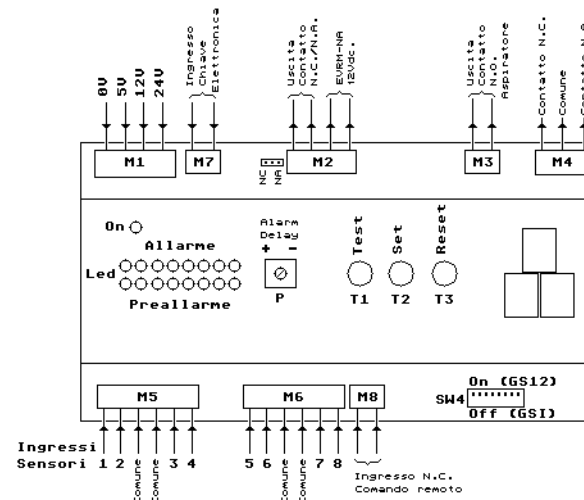 0V
5V
12V
24V
Ingresso
Chiave
Elettronica
Uscita
Contatto
N.C./N.A.
EVRM-NA
12Vdc.
Uscita
Contatto
N.O.
Aspiratore
Contatto N.C.
Comune
M1
M7
NC
NA
M2
M3
M4
On
Allarme
Led
Preallarme
Alarm
Delay
+ -
P
Test
Set
Reset
T1
T2
T3
M5
M6
M8
SW4
On (GS12)
Off (GSI)
Ingressi
Sensori 1 2 Comune Comune 3 4
5 6 Comune Comune 7 8
Ingresso N.C.
Comando remoto